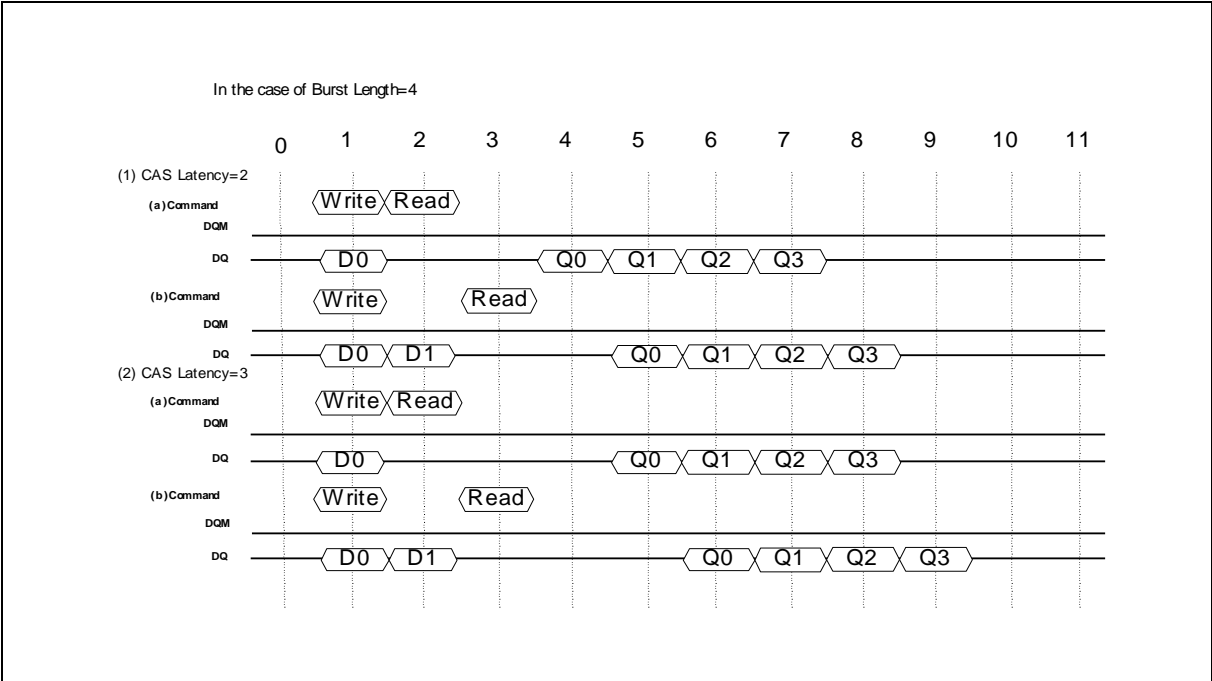 In the case of Burst Length=4
0 1 2 3 4 5 6 7 8 9 10 11
(1) CAS Latency=2
(a)Command Write Read
DQM
DQ D0 Q0 Q1 Q2 Q3
(b)Command Write Read
DQM
DQ D0 D1 Q0 Q1 Q2 Q3
(2) CAS Latency=3
(a)Command Write Read
DQM
DQ D0 Q0 Q1 Q2 Q3
(b)Command Write Read
DQM
DQ D0 D1 Q0 Q1 Q2 Q3